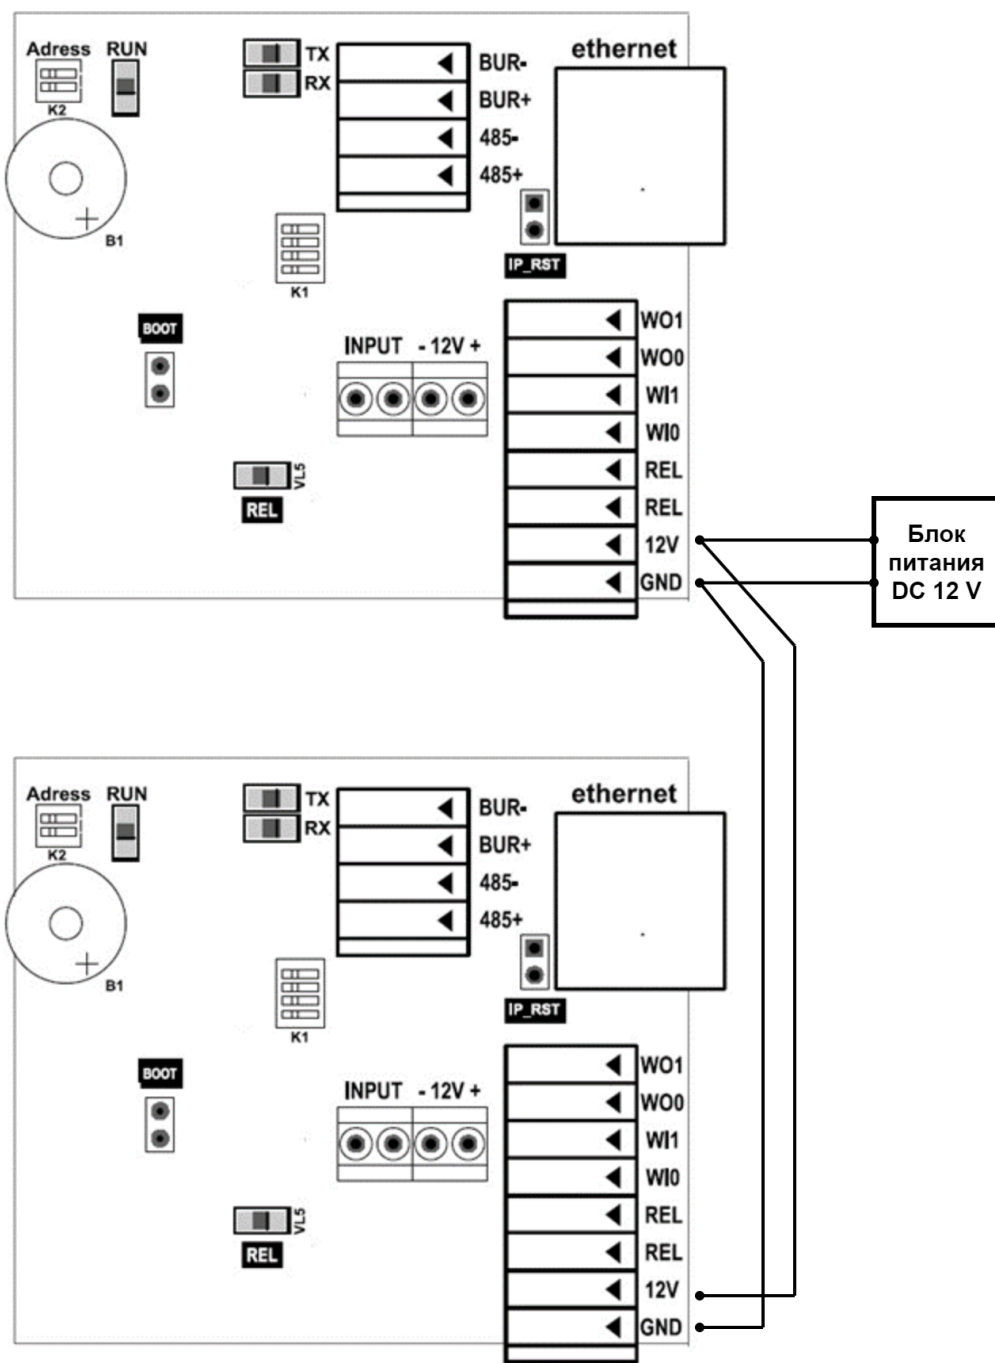 Adress RUN
TX
RX
K2
B1
BUR-
BUR+
485-
485+
ethernet
K1
IP_RST
BOOT
INPUT - 12V +
VL5
REL
WO1
WO0
WI1
WI0
REL
REL
12V
GND
Блок
питания
DC 12 V
Adress RUN
TX
RX
K2
B1
BUR-
BUR+
485-
485+
ethernet
K1
IP_RST
BOOT
INPUT - 12V +
VL5
REL
WO1
WO0
WI1
WI0
REL
REL
12V
GND